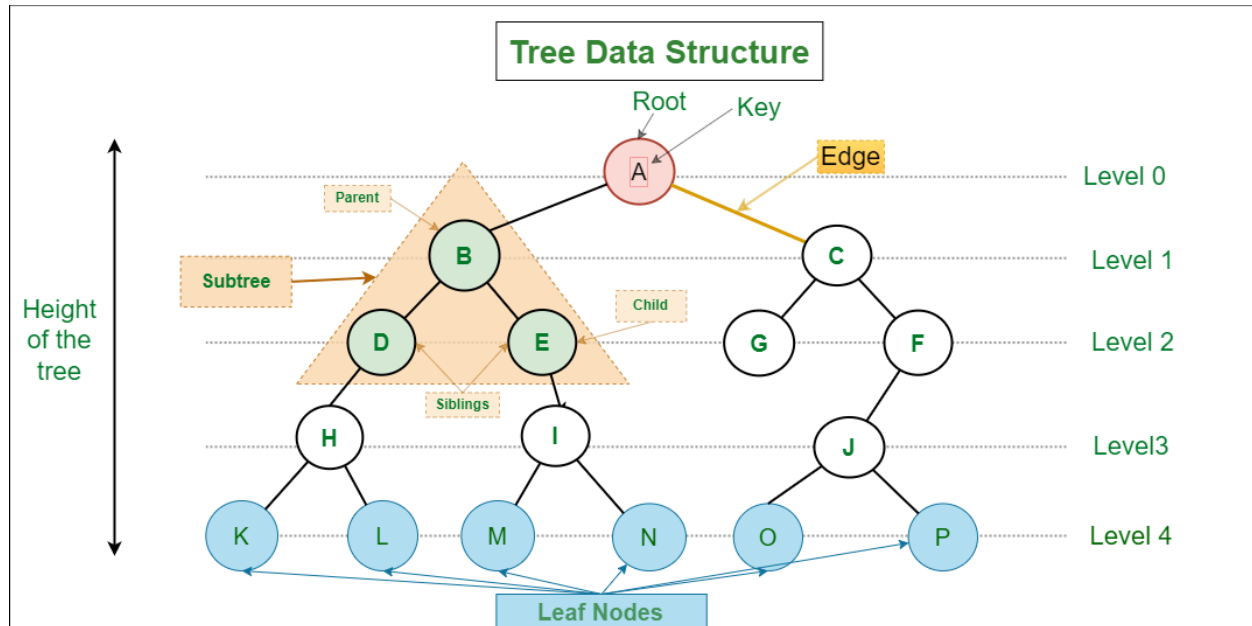 Tree Data Structure
Root
Key
A
Edge
Level 0
Parent
B
C
Level 1
Subtree
Child
Height
of the
tree
D
E
G
F
Level 2
Siblings
H
I
J
Level3
K
L
M
N
O
P
Level 4
Leaf Nodes